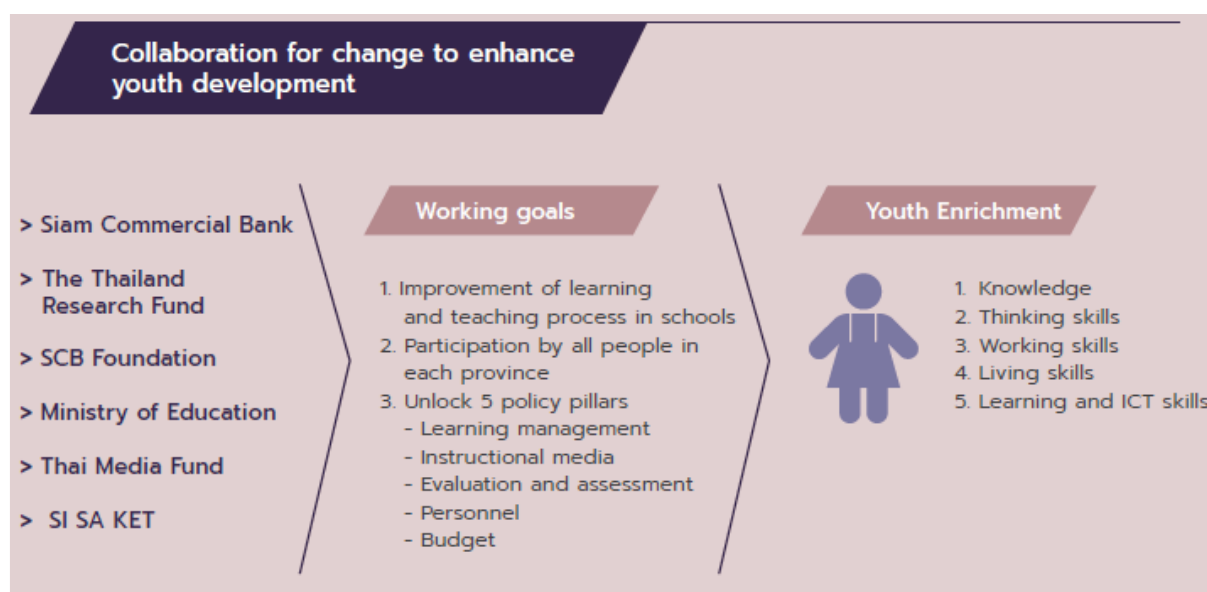 Collaboration for change to enhance
youth development
> Siam Commercial Bank
> The Thailand
Research Fund
> SCB Foundation
> Ministry of Education
> Thai Media Fund
> SI SA KET
Working goals
1. Improvement of learning
and teaching process in schools
2. Participation by all people in
each province
3. Unlock 5 policy pillars
- Learning management
- Instructional media
- Evaluation and assessment
- Personnel
- Budget
Youth Enrichment
1. Knowledge
2. Thinking skills
3. Working skills
4. Living skills
5. Learning and ICT skills